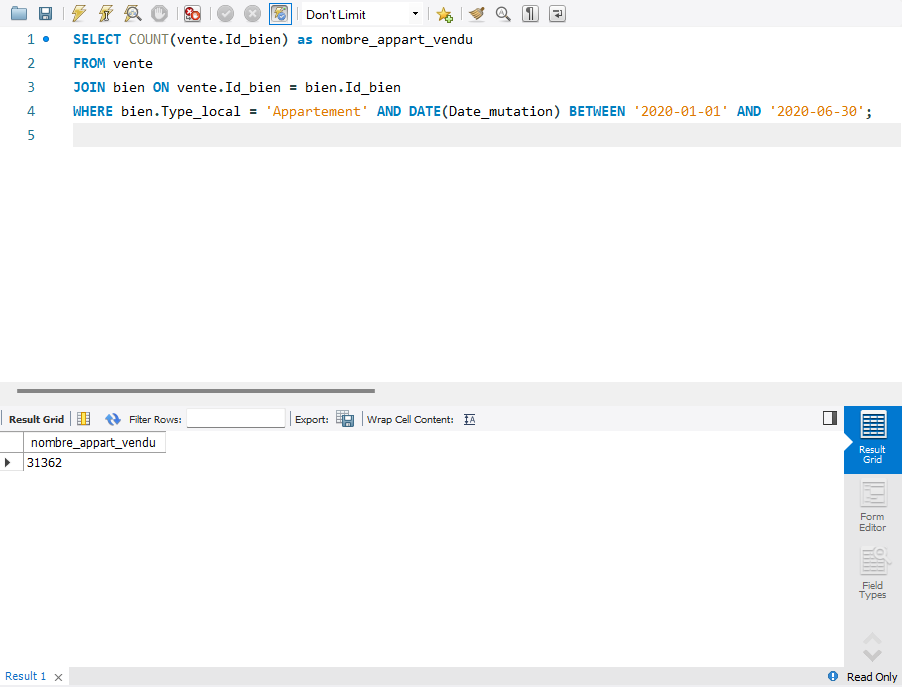 Don't Limit
1 SELECT COUNT(vente.Id_bien) as nombre_appart_vendu
2 FROM vente
3 JOIN bien ON vente.Id_bien = bien.Id_bien
4 WHERE bien.Type_local = 'Appartement' AND DATE(Date_mutation) BETWEEN '2020-01-01' AND '2020-06-30';
5
Result Grid Filter Rows: Export: Wrap Cell Content: IA
nombre_appart_vendu
31362
Result
Grid
Form
Editor
Field
Types
Result 1 Read Only